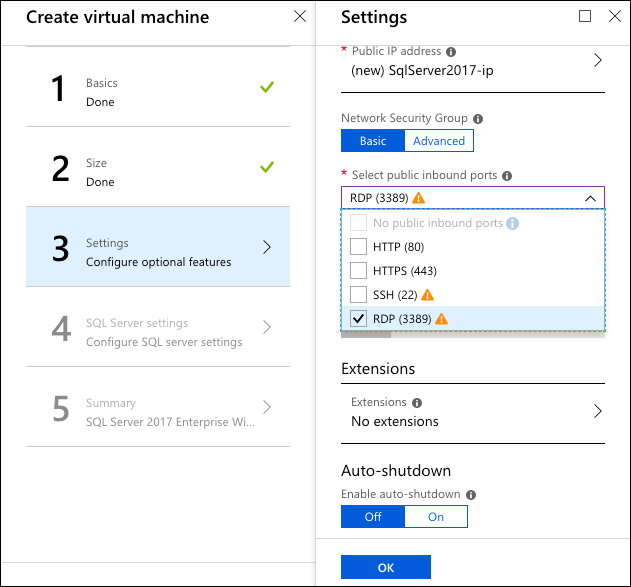 Create virtual machine
1
Basics
Done
2
Size
Done
3
Settings
Configure optional features
4
SQL Server settings
Configure SQL server settings
5
Summary
SQL Server 2017 Enterprise Wi...
Settings
* Public IP address
(new) SqlServer2017-ip
Network Security Group
Basic Advanced
* Select public inbound ports
RDP (3389)
No public inbound ports
HTTP (80)
HTTPS (443)
SSH (22)
RDP (3389)
Extensions
Extensions
No extensions
Auto-shutdown
Enable auto-shutdown
Off On
OK